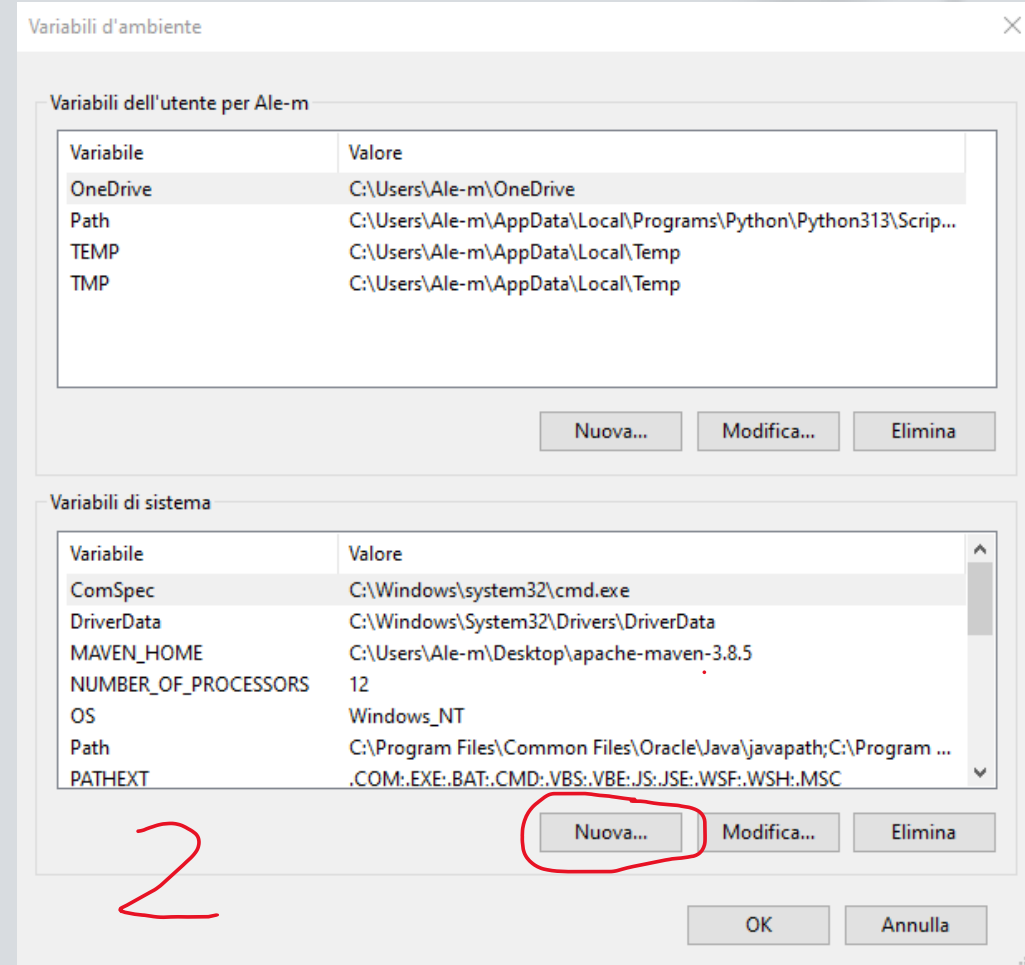 Variabili d'ambiente
Variabili dell'utente per Ale-m
Variabile Valore
OneDrive C:\Users\Ale-m\OneDrive
Path C:\Users\Ale-m\AppData\Local\Programs\Python\Python313\Scrip...
TEMP C:\Users\Ale-m\AppData\Local\Temp
TMP C:\Users\Ale-m\AppData\Local\Temp
Nuova... Modifica... Elimina
Variabili di sistema
Variabile Valore
ComSpec C:\Windows\system32\cmd.exe
DriverData C:\Windows\System32\Drivers\DriverData
MAVEN_HOME C:\Users\Ale-m\Desktop\apache-maven-3.8.5
NUMBER_OF_PROCESSORS 12
OS Windows_NT
Path C:\Program Files\Common Files\Oracle\Java\javapath;C:\Program ...
PATHEXT .COM;.EXE;.BAT;.CMD;.VBS;.VBE;.JS;.JSE;.WSF;.WSH;.MSC
Nuova... Modifica... Elimina
2
OK Annulla